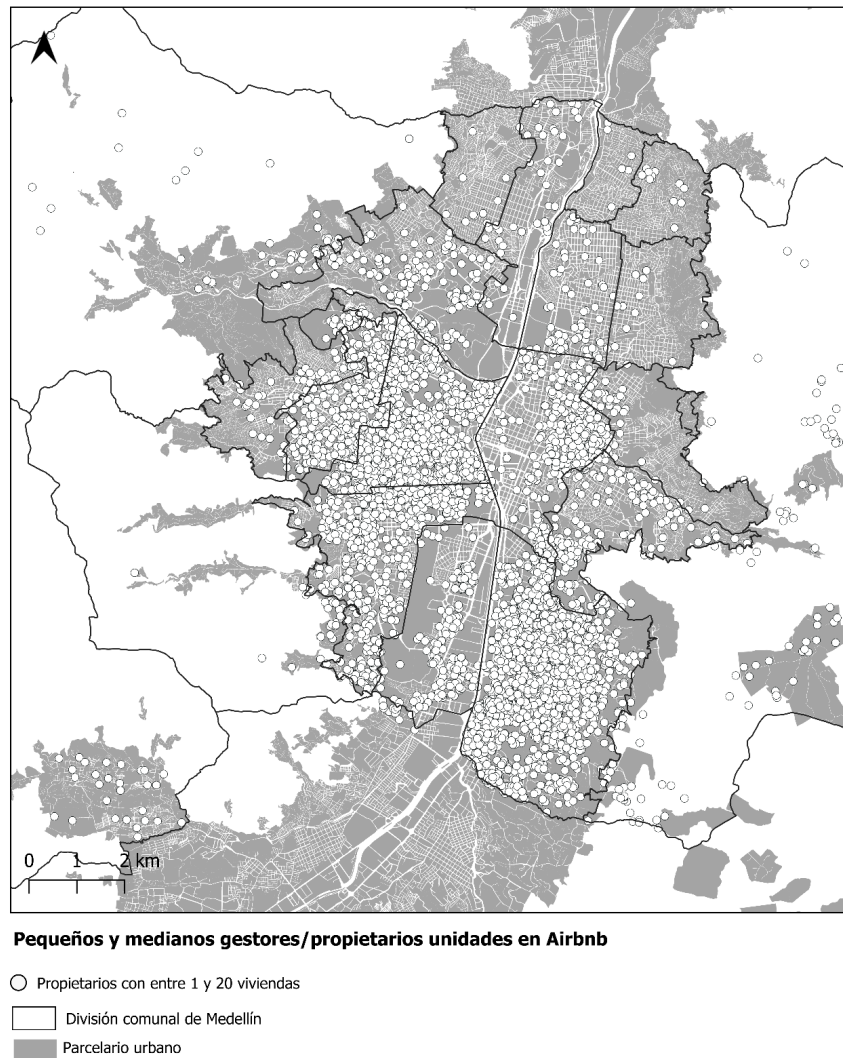 0 1 2 km
Pequeños y medianos gestores/propietarios unidades en Airbnb
Propietarios con entre 1 y 20 viviendas
División comunal de Medellín
Parcelario urbano